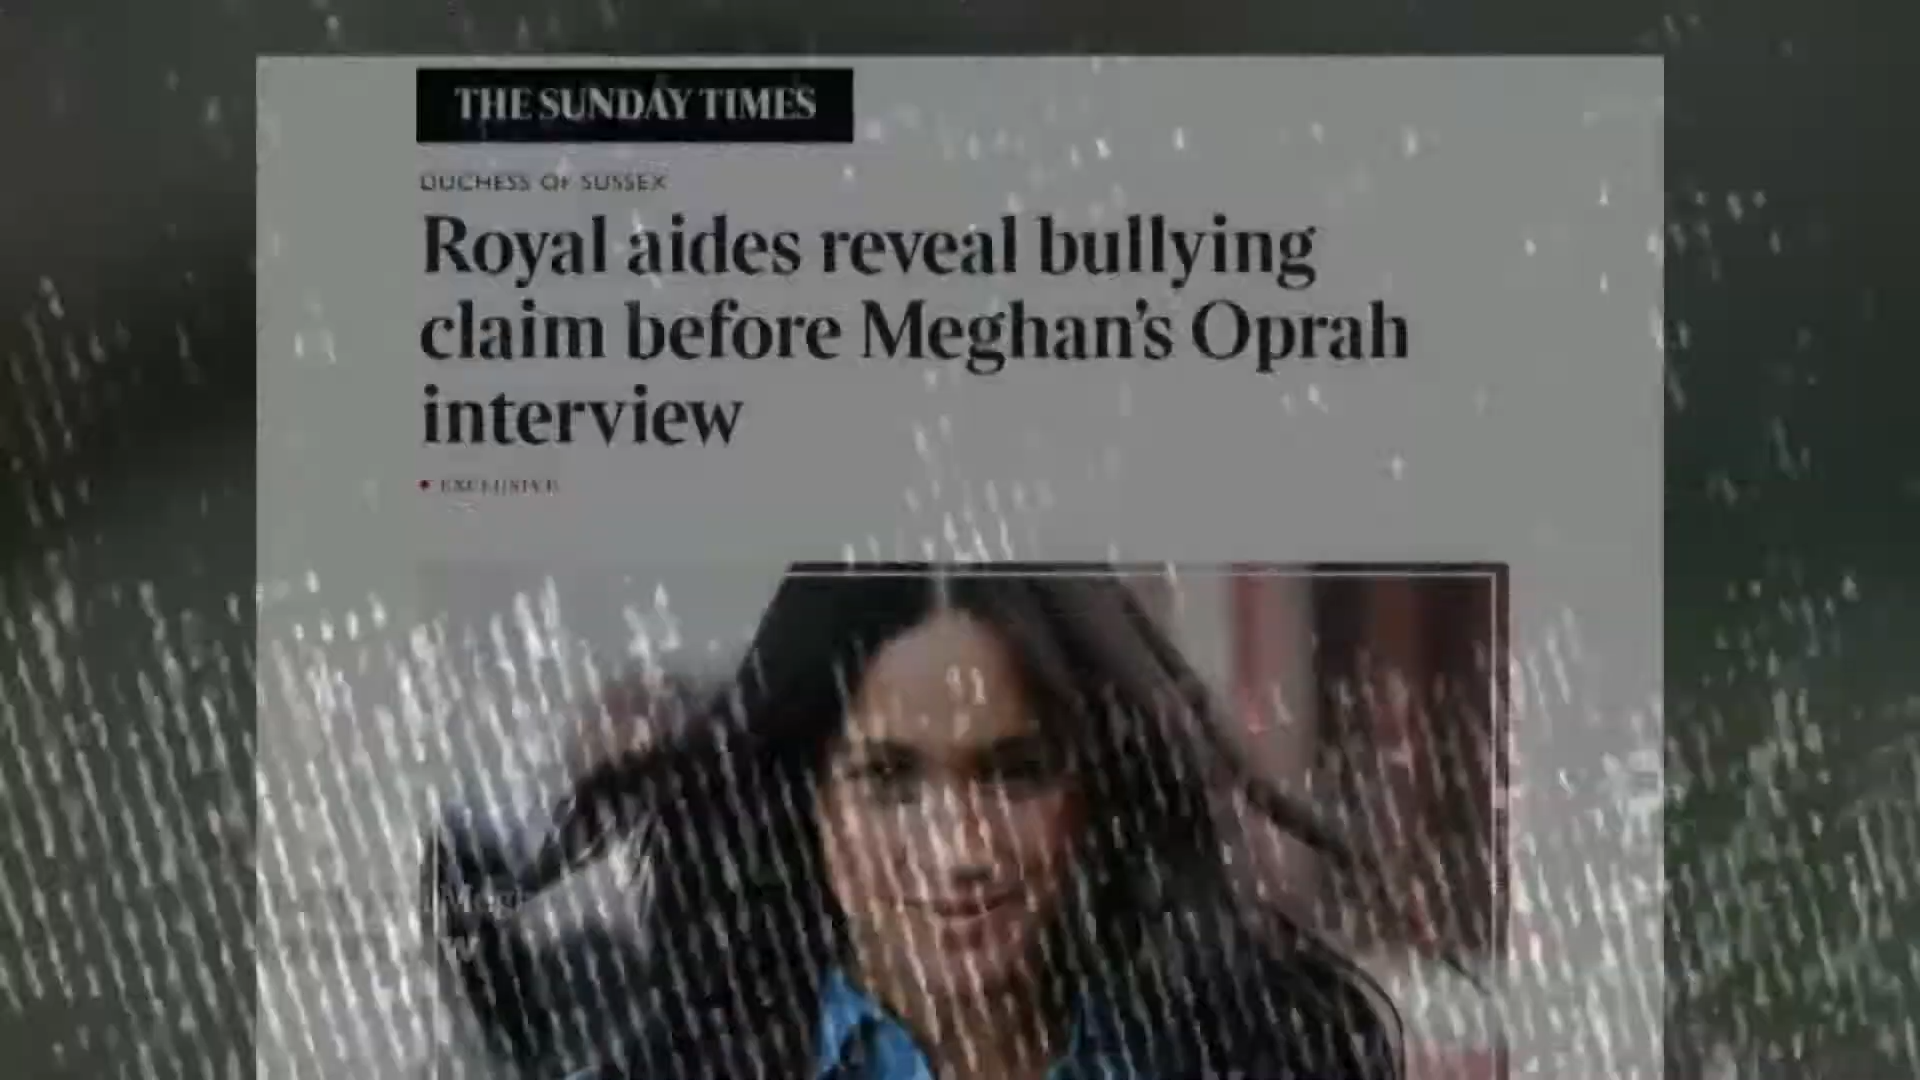 THE SUNDAY TIMES
DUCHESS OF SUSSEX
Royal aides reveal bullying
claim before Meghan's Oprah
interview
• EXCLUSIVE